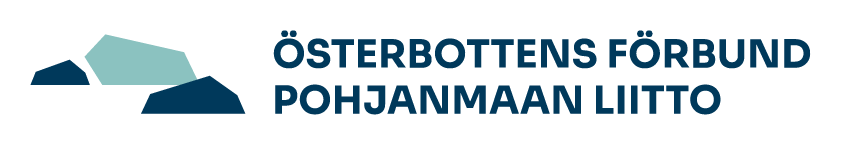 ÖSTERBOTTENS FÖRBUND
POHJANMAAN LIITTO